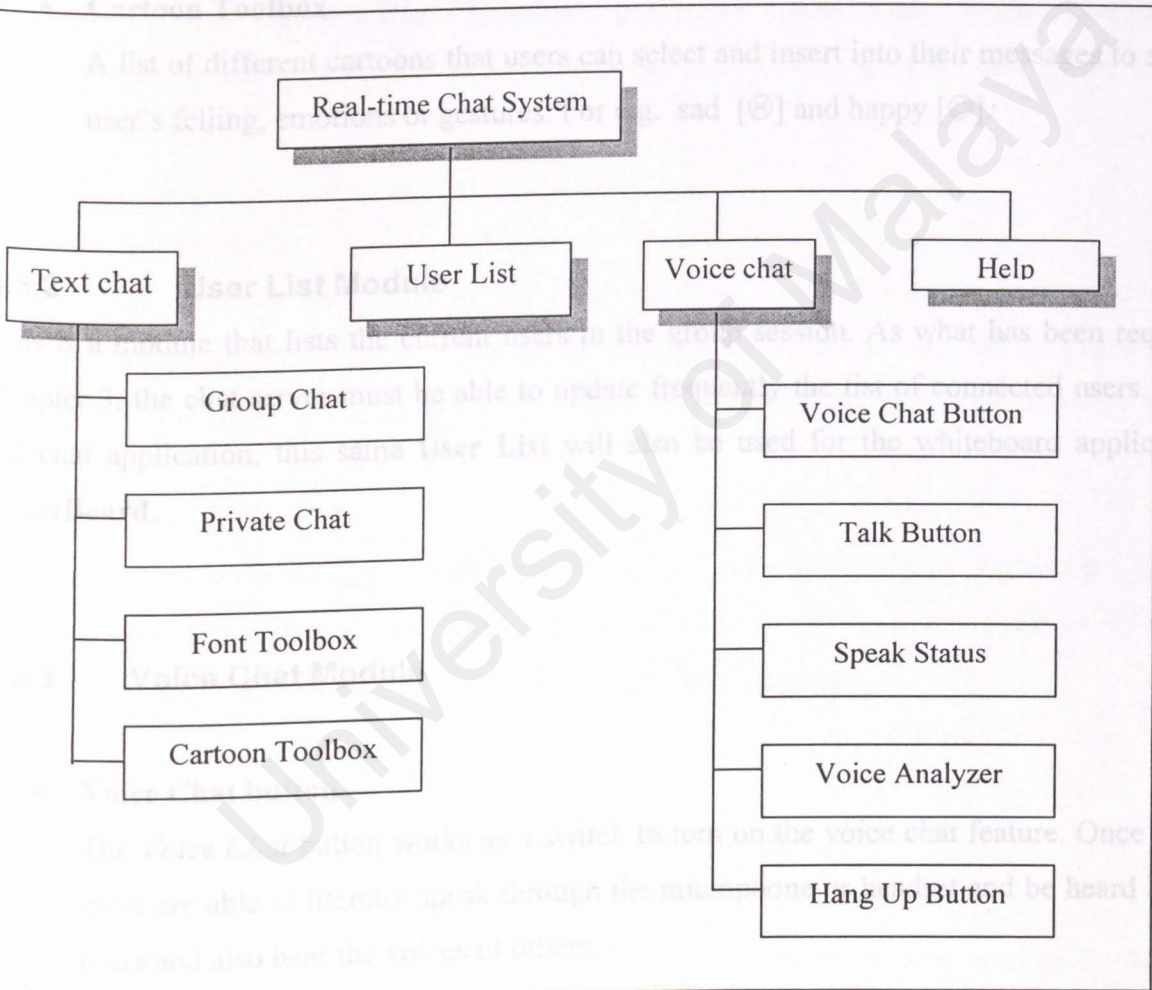 Cartoon Toolbox
A list of different cartoons that users can select and insert into their messages to
user's felling, emotions or gestures. For eg. sad [☹] and happy [☺].
Real-time Chat System
Text chat
User List
Voice chat
Help
User List Module
a module that lists the current users in the group session. As what has been
the chat server must be able to update frequently the list of connected users.
chat application, this same User List will also be used for the whiteboard
Board.
Group Chat
Private Chat
Font Toolbox
Cartoon Toolbox
Voice Chat Button
Talk Button
Speak Status
Voice Analyzer
Hang Up Button
3 Voice Chat Module
Voice Chat button
The Voice Chat button works as a switch to turn on the voice chat feature. Once
users are able to literally speak through the microphone or headset and be heard
and also hear the voices of others.
University of Malaya